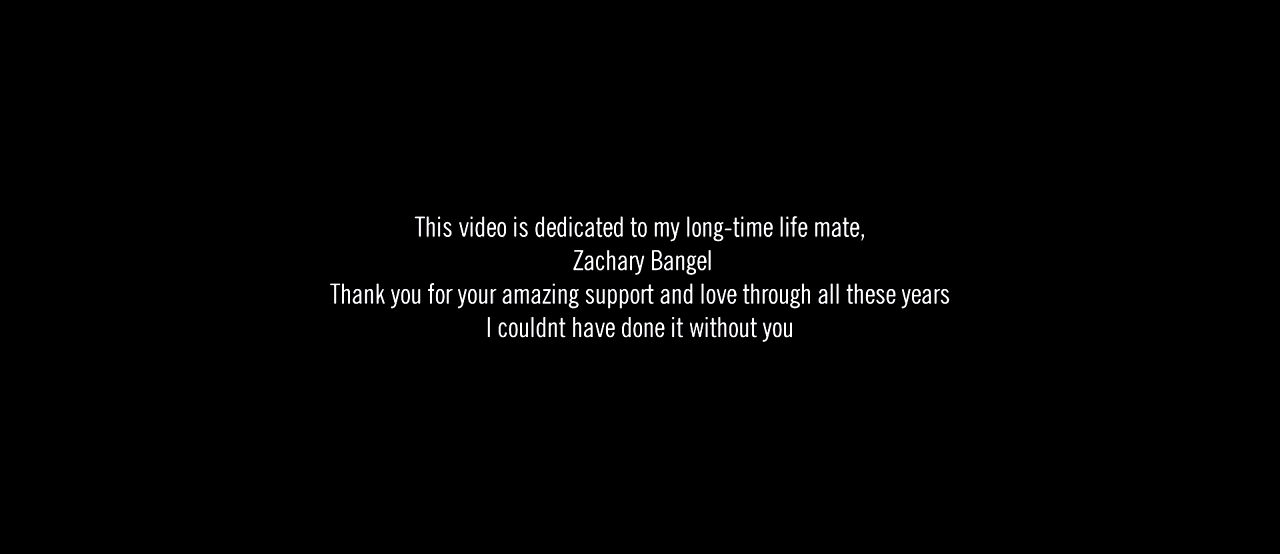 This video is dedicated to my long-time life mate,
Zachary Bangel
Thank you for your amazing support and love through all these years
I couldnt have done it without you